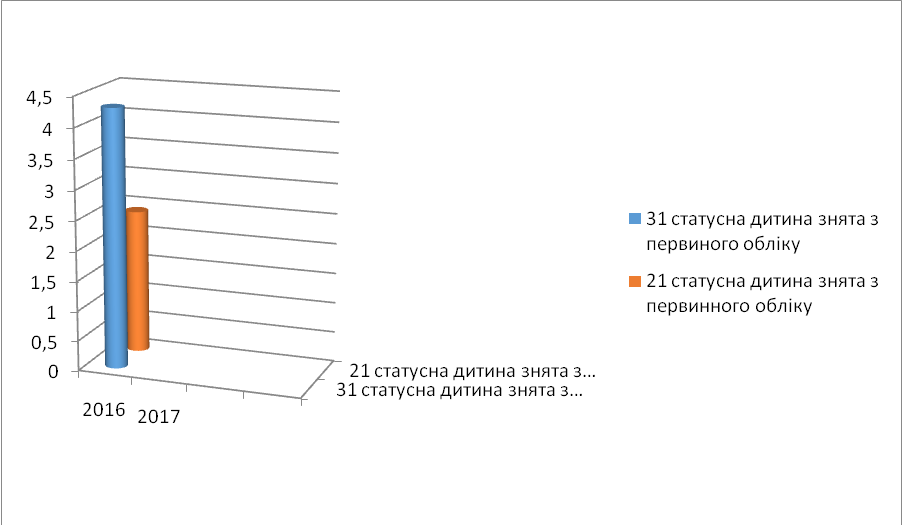 4,5
4
3,5
3
2,5
2
1,5
1
0,5
0
2016
2017
21 статусна дитина знята з...
31 статусна дитина знята з...
31 статусна дитина знята з
первиного обліку
21 статусна дитина знята з
первинного обліку